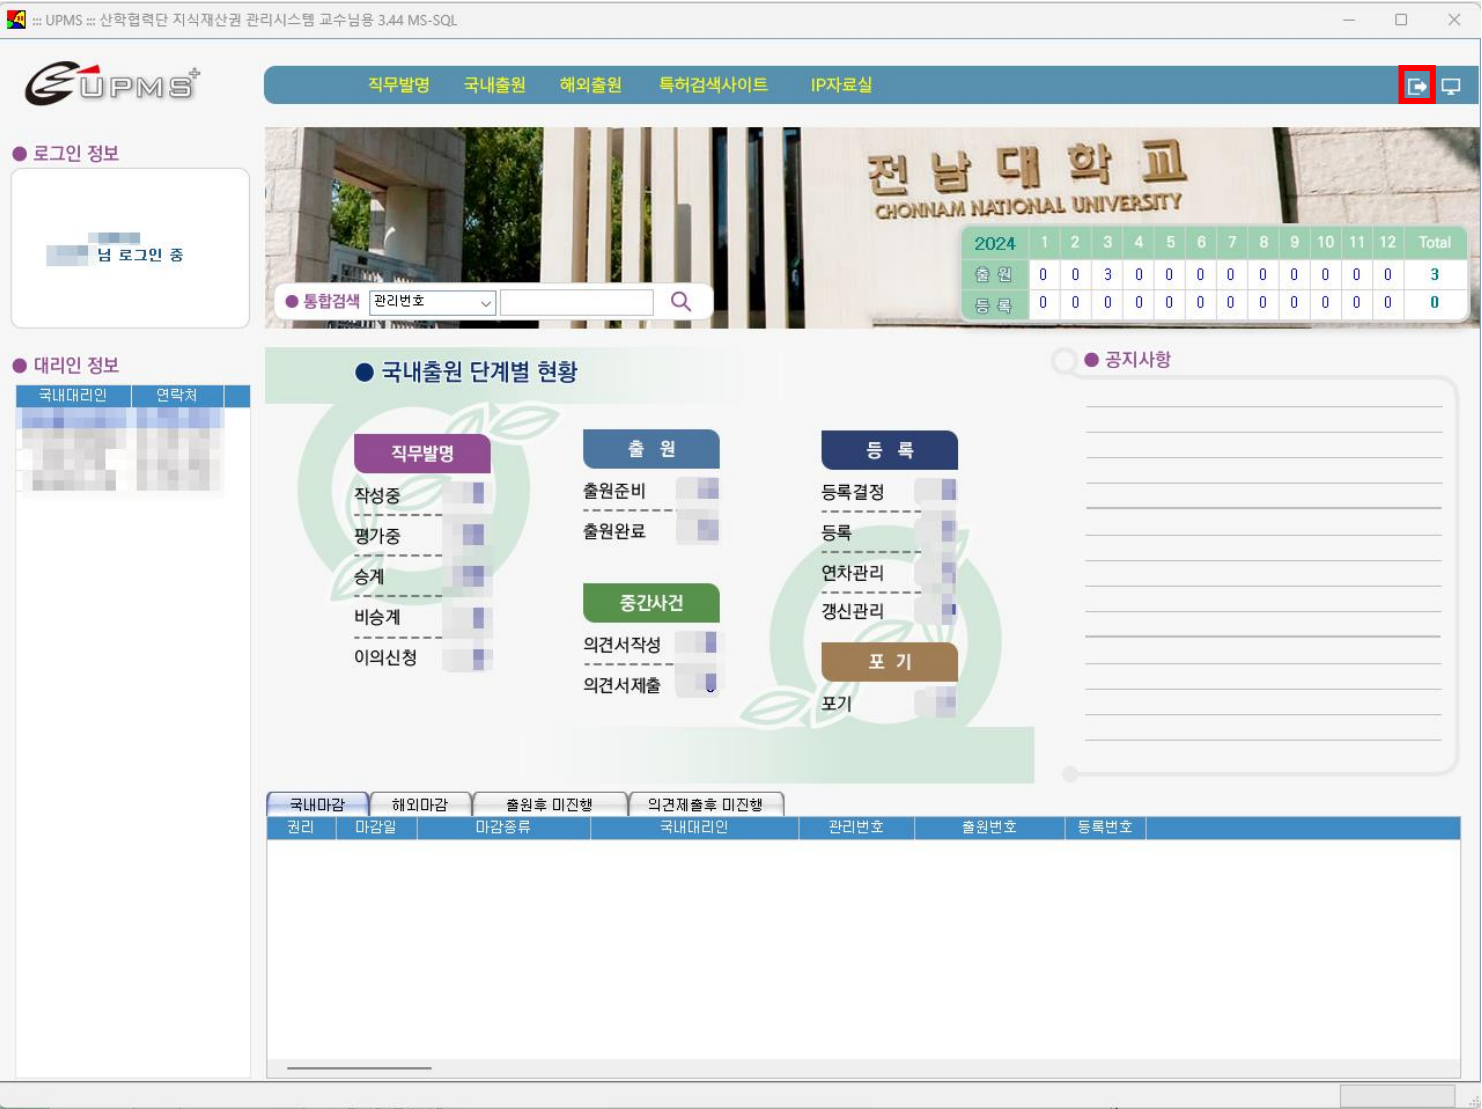 ::: UPMS ::: 산학협력단 지식재산권 관리시스템 교수님용 3.44 MS-SQL
UPMS+
직무발명 국내출원 해외출원 특허검색사이트 IP자료실
로그인 정보
님 로그인 중
전남대학교
CHONNAM NATIONAL UNIVERSITY
2024 1 2 3 4 5 6 7 8 9 10 11 12 Total
출 원 0 0 3 0 0 0 0 0 0 0 0 0 3
등 록 0 0 0 0 0 0 0 0 0 0 0 0 0
통합검색 관리번호
대리인 정보
국내대리인 연락처
국내출원 단계별 현황
직무발명
작성중
평가중
승계
비승계
이의신청
출 원
출원준비
출원완료
중간사건
의견서작성
의견서제출
등 록
등록결정
등록
연차관리
갱신관리
포 기
포기
공지사항
국내마감 해외마감 출원후 미진행 의견제출후 미진행
권리 마감일 마감종류 국내대리인 관리번호 출원번호 등록번호